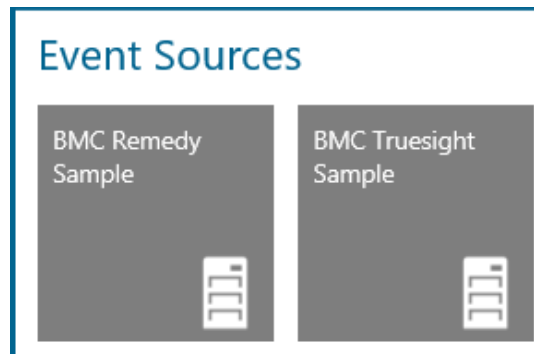 Event Sources
BMC Remedy
Sample
BMC Truesight
Sample